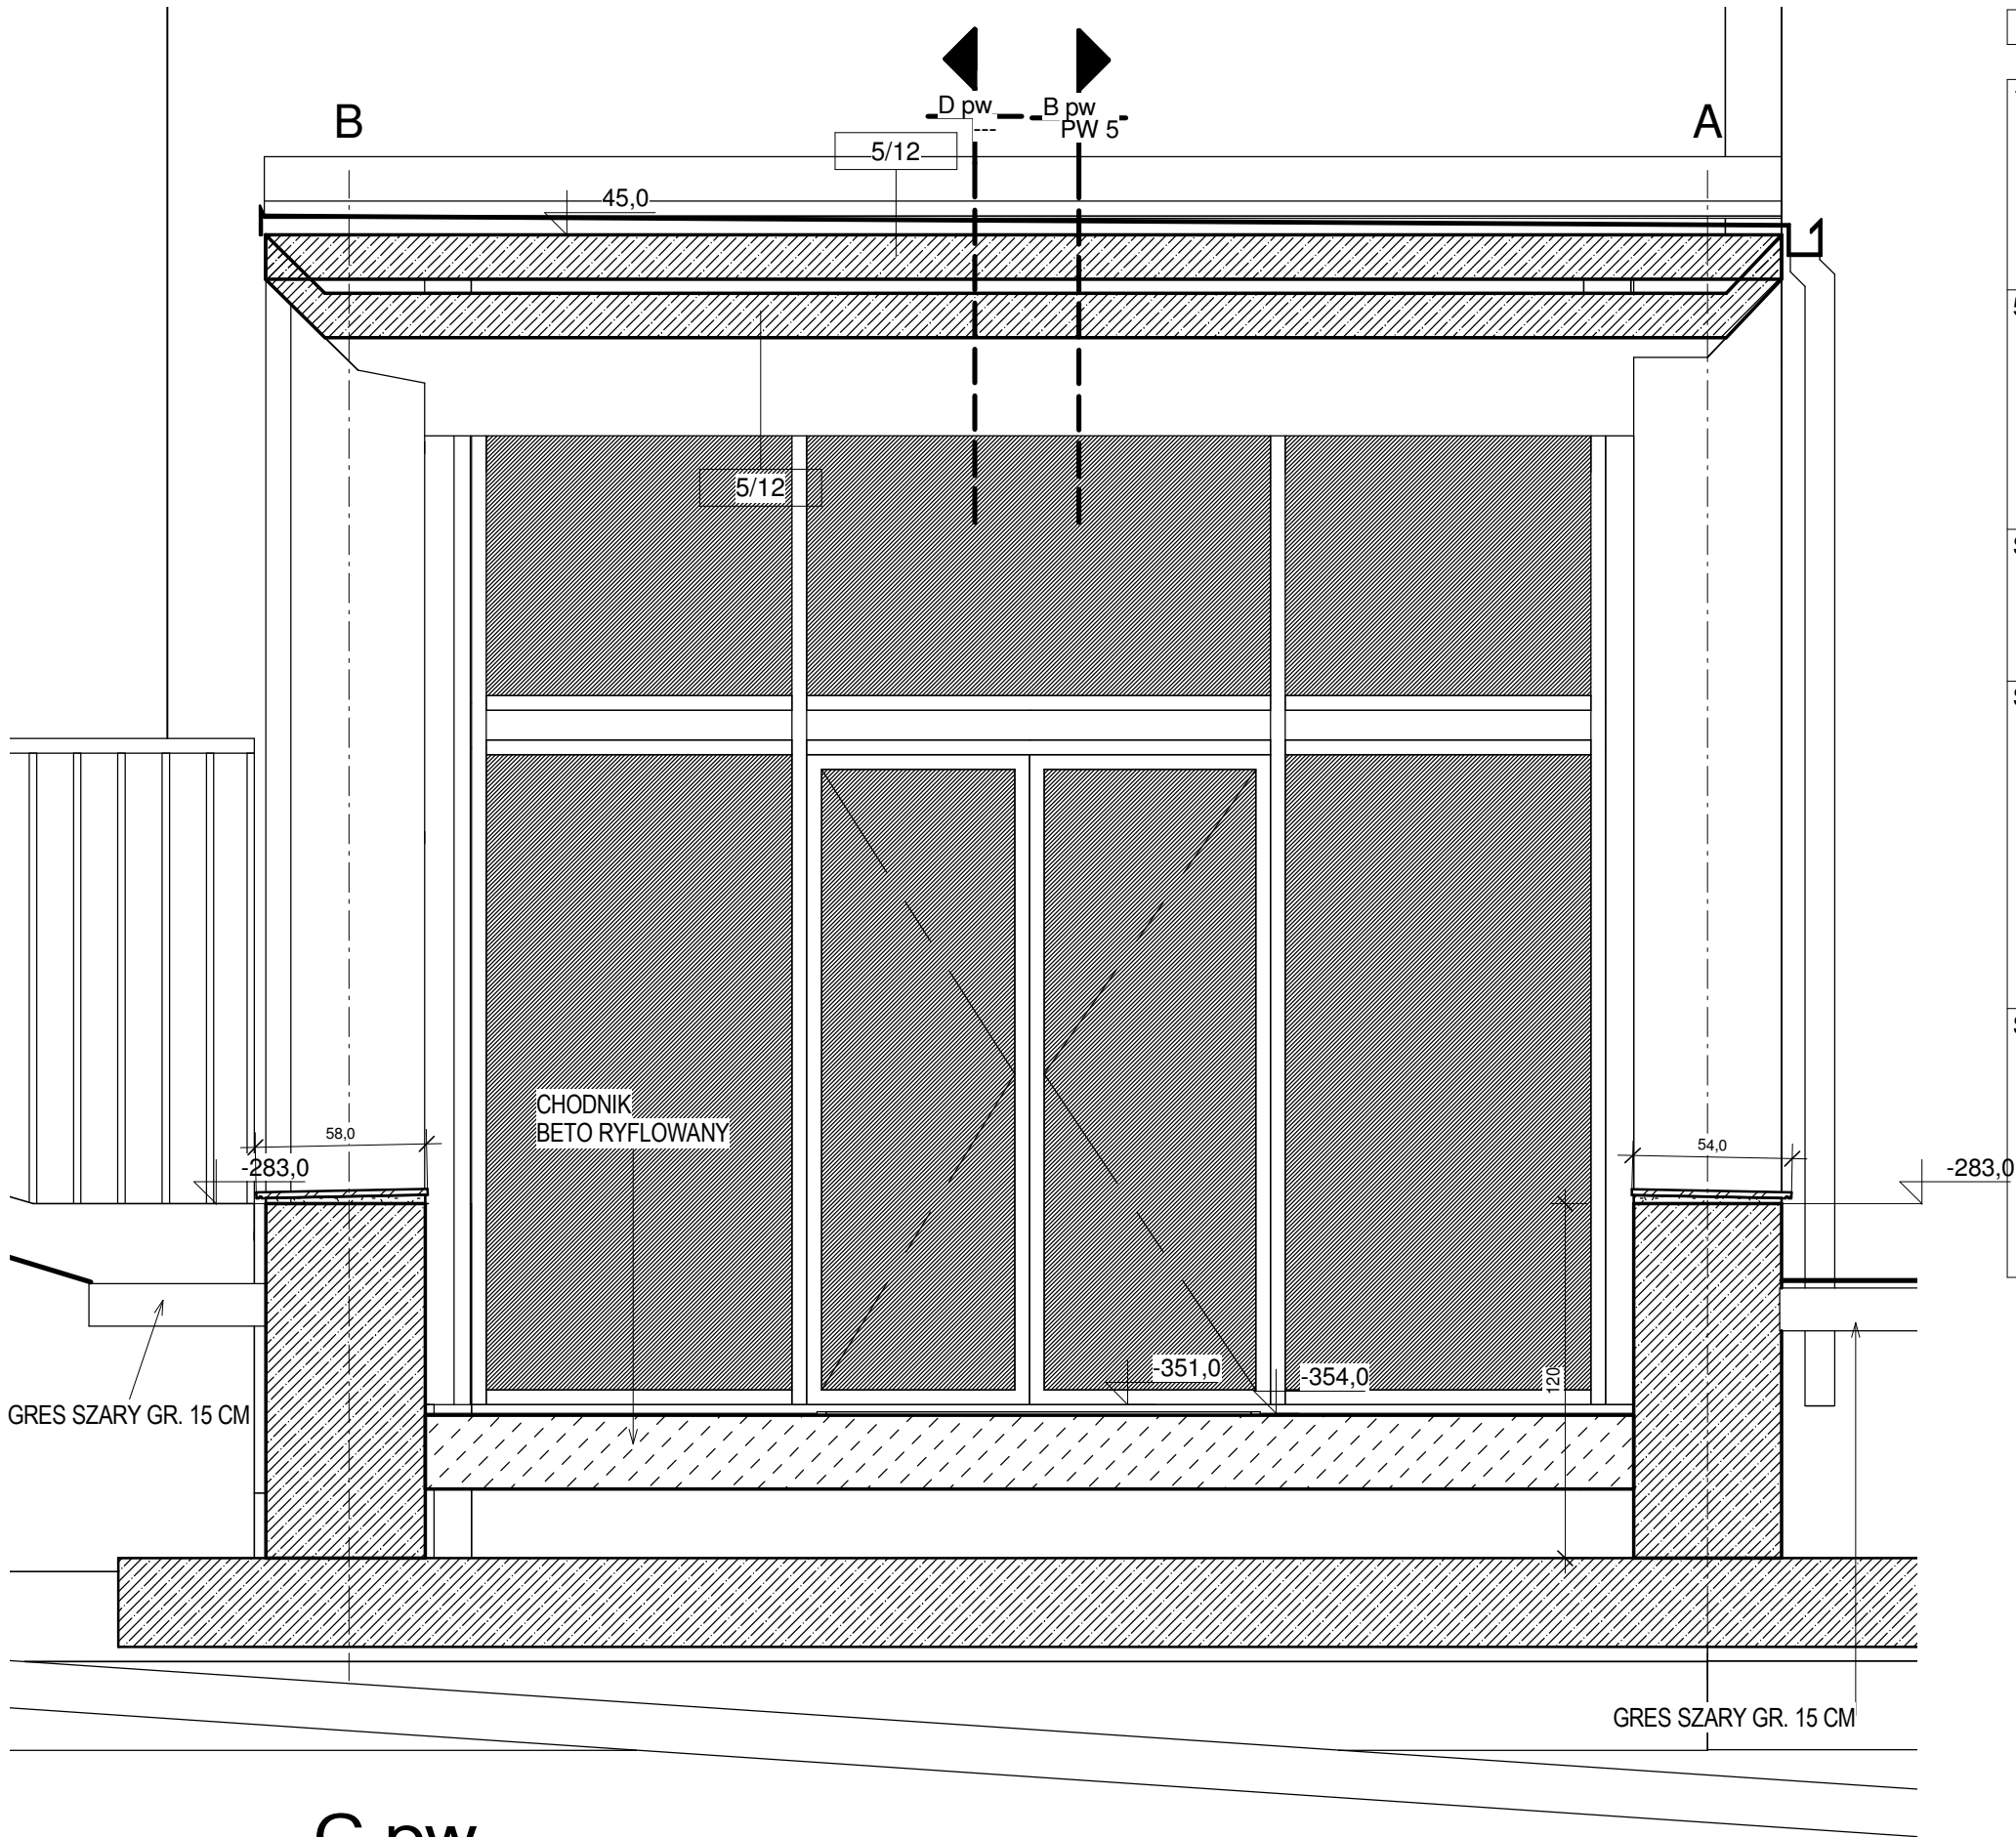 D pw
B pw
---
PW 5
B
A
5/12
45,0
5/12
CHODNIK
BETO RYFLOWANY
58,0
54,0
-283,0
-283,0
-351,0
-354,0
120
GRES SZARY GR. 15 CM
GRES SZARY GR. 15 CM
C pw